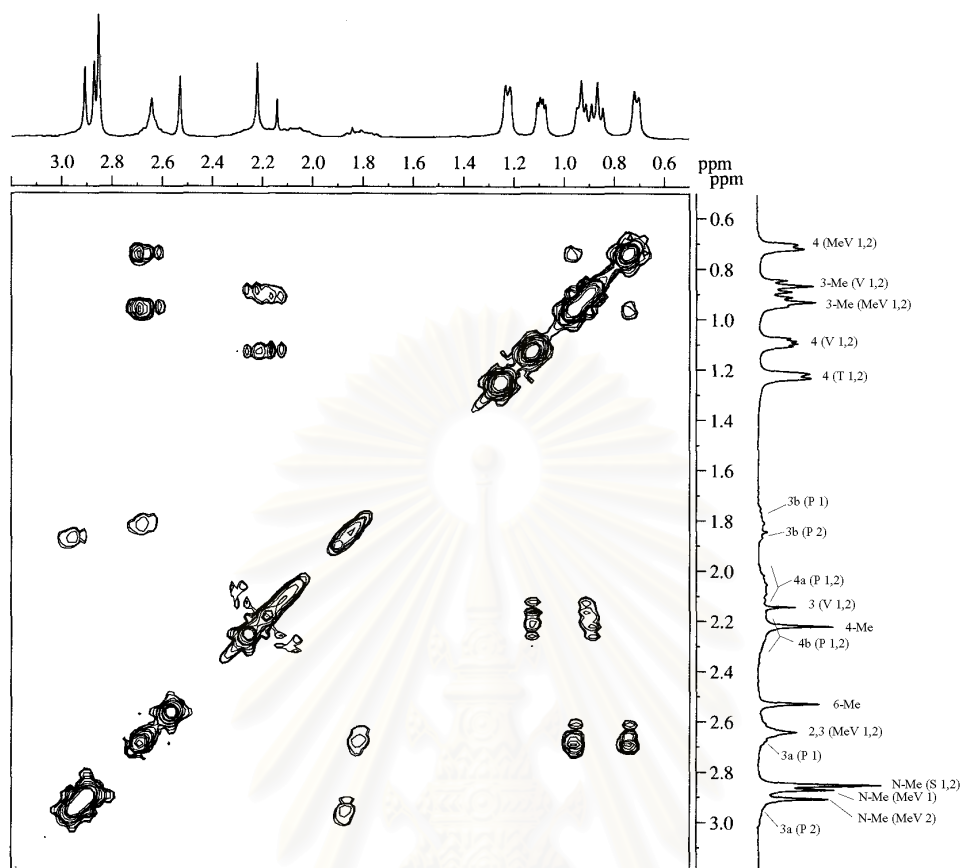 3.0 2.8 2.6 2.4 2.2 2.0 1.8 1.6 1.4 1.2 1.0 0.8 0.6 ppm
ppm
0.6
4 (MeV 1,2)
0.8
3-Me (V 1,2)
3-Me (MeV 1,2)
1.0
4 (V 1,2)
1.2
4 (T 1,2)
1.4
1.6
3b (P 1)
1.8
3b (P 2)
2.0
4a (P 1,2)
3 (V 1,2)
2.2
4-Me
4b (P 1,2)
2.4
6-Me
2.6
2,3 (MeV 1,2)
3a (P 1)
2.8
N-Me (S 1,2)
N-Me (MeV 1)
N-Me (MeV 2)
3.0
3a (P 2)